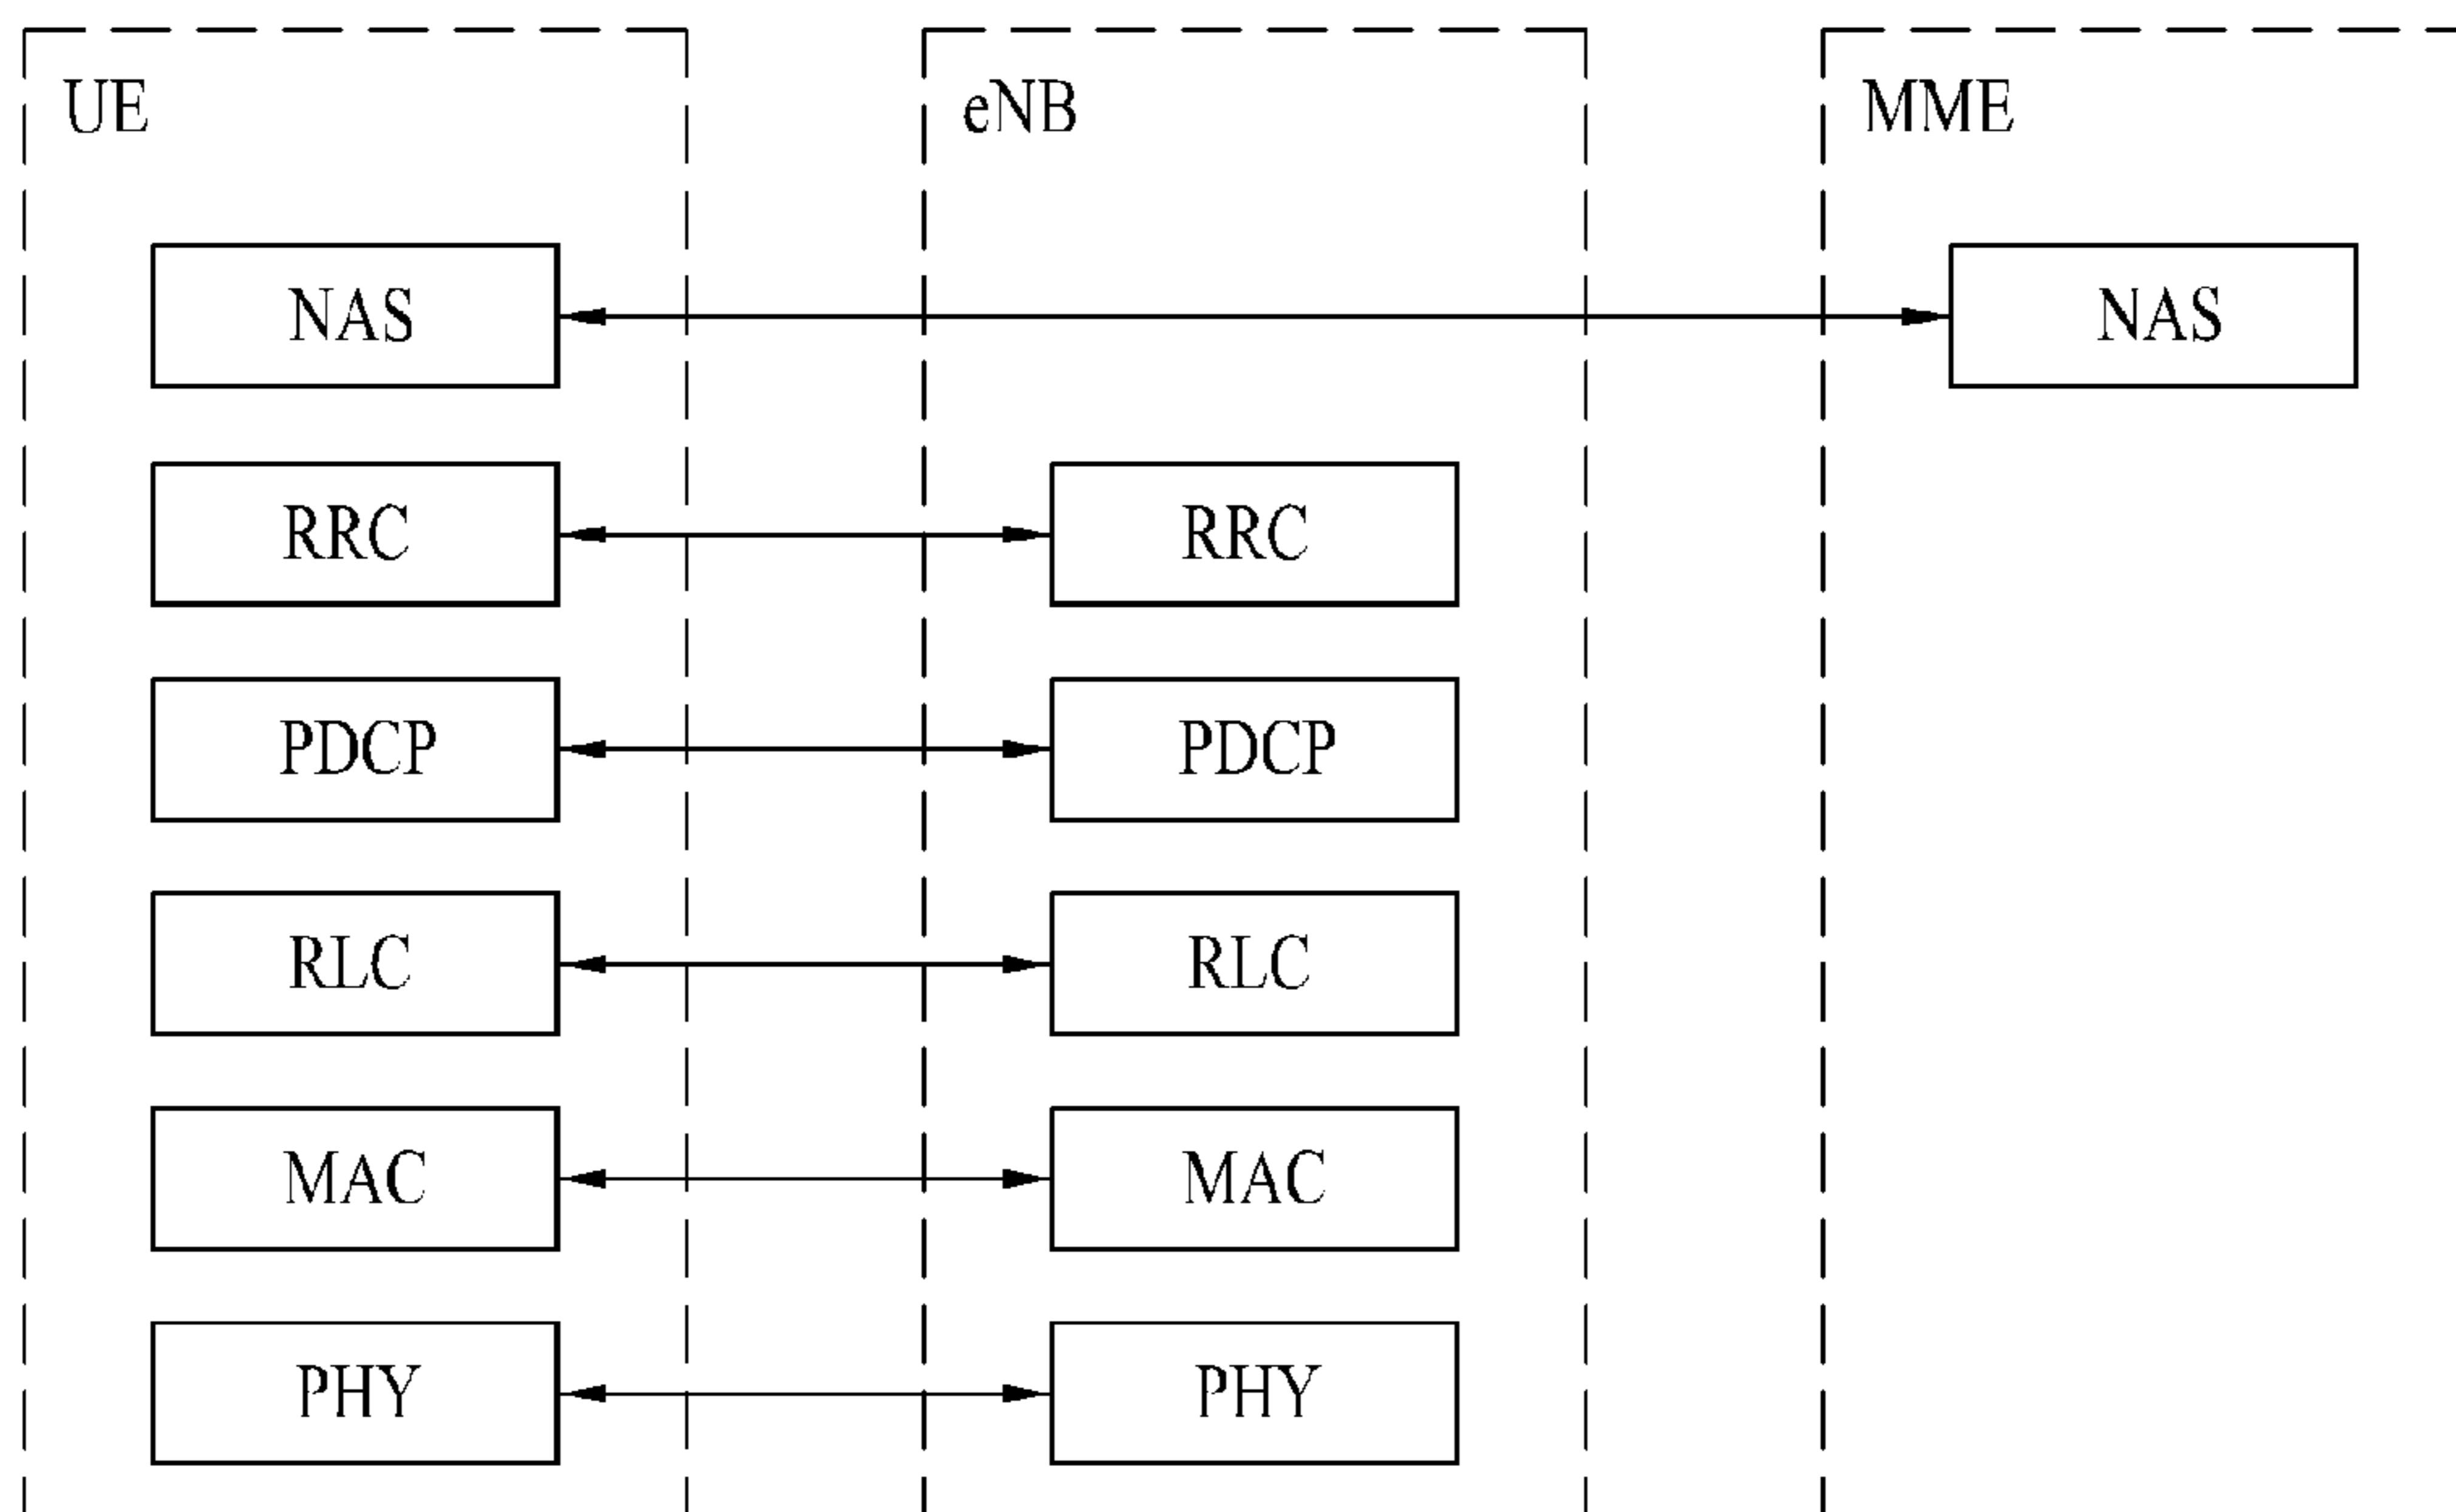 UE eNB MME
NAS NAS
RRC RRC
PDCP PDCP
RLC RLC
MAC MAC
PHY PHY